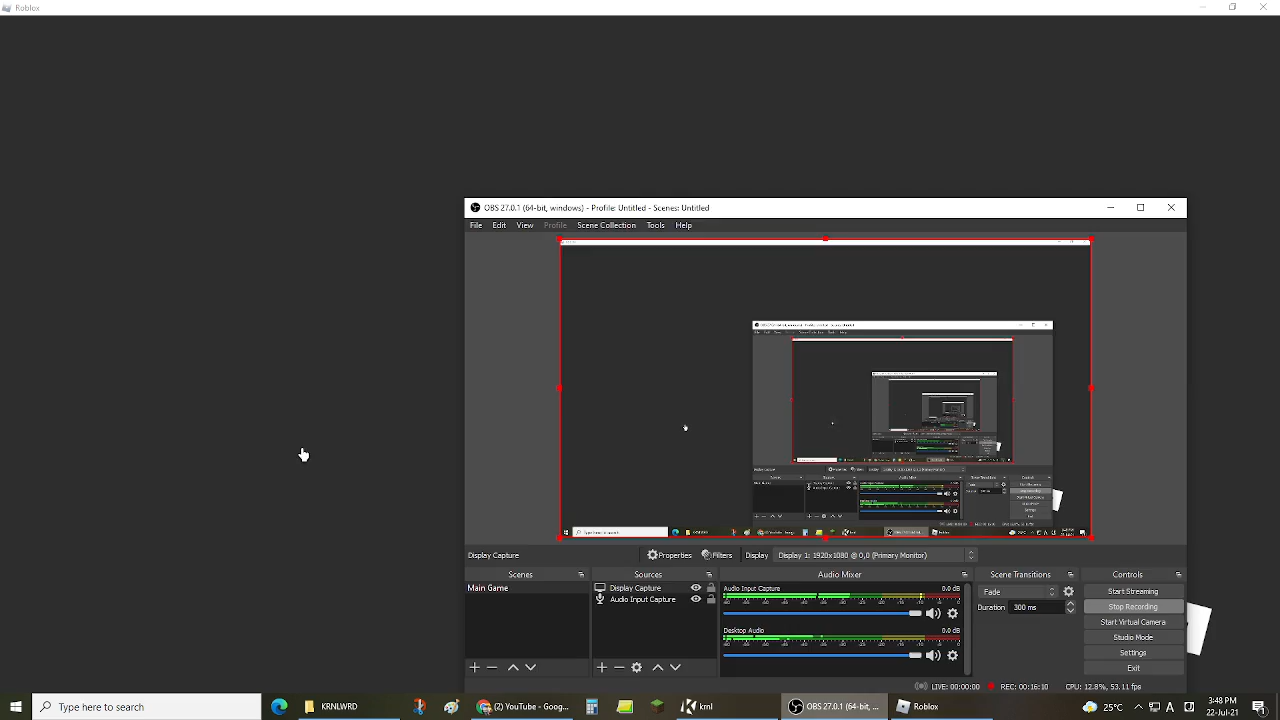 Roblox
OBS 27.0.1 (64-bit, windows) - Profile: Untitled - Scenes: Untitled
File Edit View Profile Scene Collection Tools Help
Display Capture Properties Filters Display Display 1: 1920x1080 @ 0,0 (Primary Monitor)
Scenes Sources Audio Mixer Scene Transitions Controls
Main Game
Display Capture
Audio Input Capture
Audio Input Capture 0.0 dB
Desktop Audio 0.0 dB
Fade
Duration 300 ms
Start Streaming
Stop Recording
Start Virtual Camera
Studio Mode
Settings
Exit
LIVE: 00:00:00 REC: 00:16:10 CPU: 12.8%, 53.11 fps
Type here to search KRNLWRD (2) YouTube - Goog... krnl OBS 27.0.1 (64-bit, ... Roblox 25°C 3:48 PM
22-Jul-21